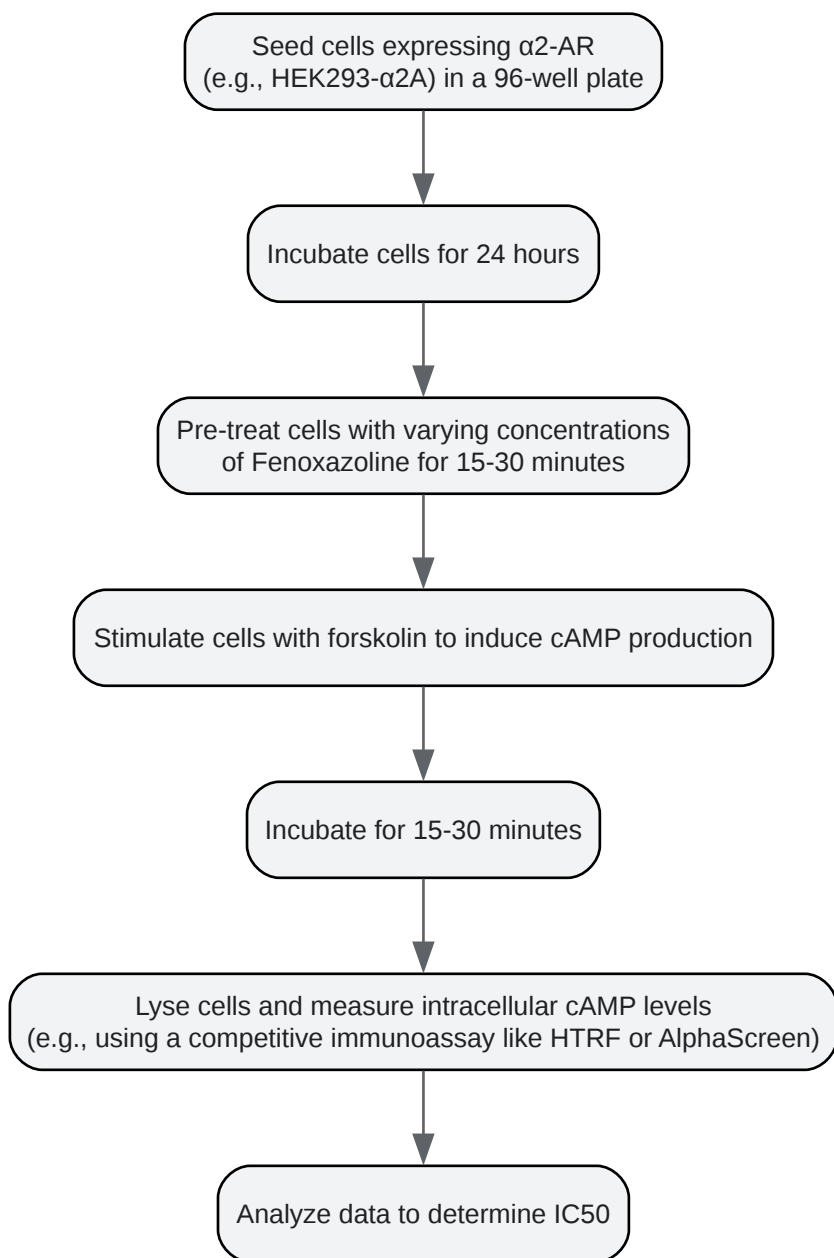 Seed cells expressing α2-AR
(e.g., HEK293-α2A) in a 96-well plate
Incubate cells for 24 hours
Pre-treat cells with varying concentrations
of Fenoxazoline for 15-30 minutes
Stimulate cells with forskolin to induce cAMP production
Incubate for 15-30 minutes
Lyse cells and measure intracellular cAMP levels
(e.g., using a competitive immunoassay like HTRF or AlphaScreen)
Analyze data to determine IC50